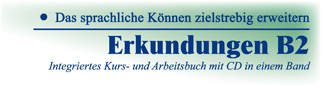 • Das sprachliche Können zielstrebig erweitern
Erkundungen B2
Integriertes Kurs- und Arbeitsbuch mit CD in einem Band